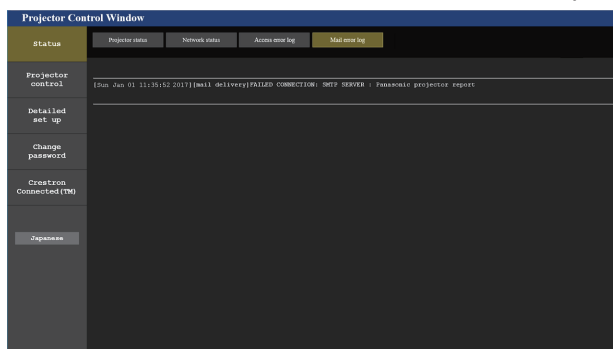 Projector Control Window
Status
Projector status
Network status
Access error log
Mail error log
[Sun Jan 01 11:35:52 2017][mail delivery]FAILED CONNECTION: SMTP SERVER : Panasonic projector report
Projector
control
Detailed
set up
Change
password
Crestron
Connected(TM)
Japanese